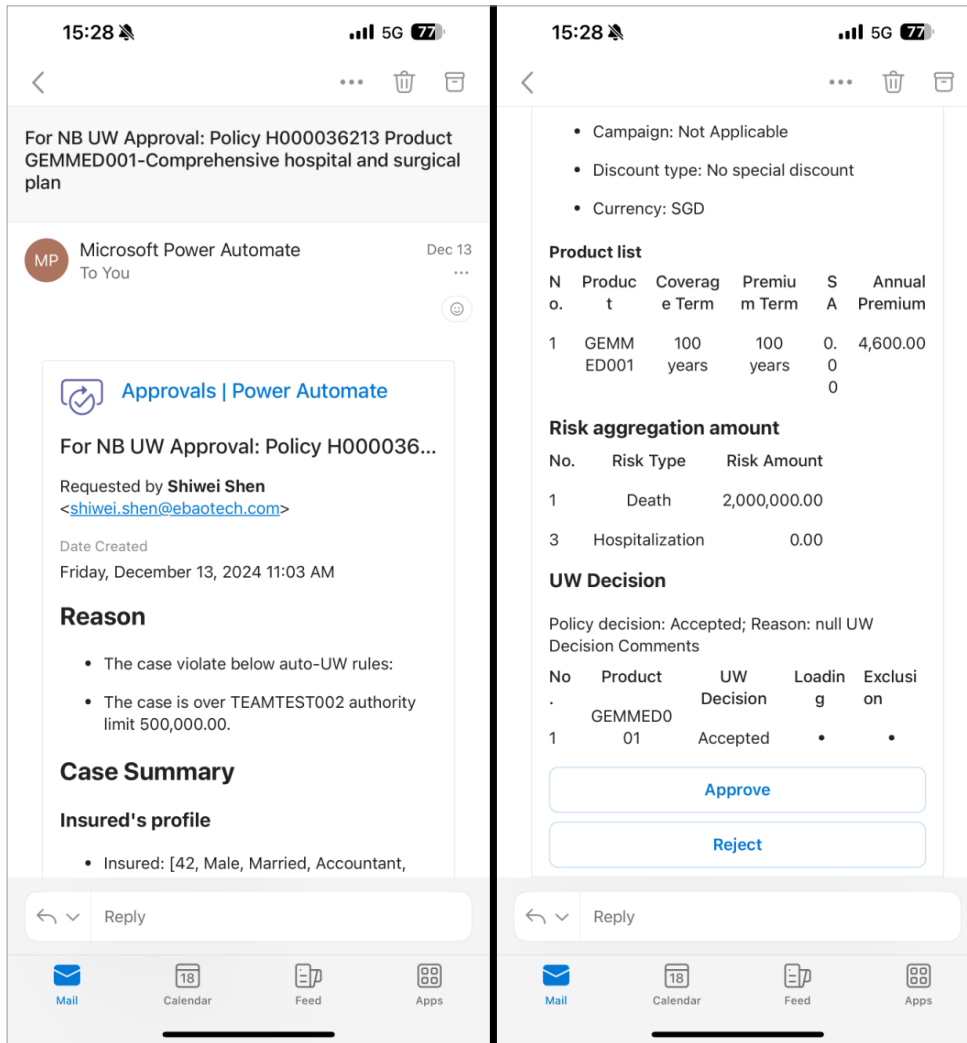 15:28
5G 77
For NB UW Approval: Policy H000036213 Product
GEMMED001-Comprehensive hospital and surgical
plan
MP
Microsoft Power Automate
Dec 13
To You
Approvals | Power Automate
For NB UW Approval: Policy H000036...
Requested by Shiwei Shen
<shiwei.shen@ebaotech.com>
Date Created
Friday, December 13, 2024 11:03 AM
Reason
• The case violate below auto-UW rules:
• The case is over TEAMTEST002 authority
limit 500,000.00.
Case Summary
Insured's profile
• Insured: [42, Male, Married, Accountant,
Reply
18
Mail Calendar Feed Apps
15:28
5G 77
• Campaign: Not Applicable
• Discount type: No special discount
• Currency: SGD
Product list
N Produc Coverag Premiu S Annual
o. t e Term m Term A Premium
1 GEMM 100 100 0. 4,600.00
ED001 years years 0
0
Risk aggregation amount
No. Risk Type Risk Amount
1 Death 2,000,000.00
3 Hospitalization 0.00
UW Decision
Policy decision: Accepted; Reason: null UW
Decision Comments
No Product UW Loadin Exclusi
. Decision g on
GEMMED0
1 01 Accepted • •
Approve
Reject
Reply
18
Mail Calendar Feed Apps